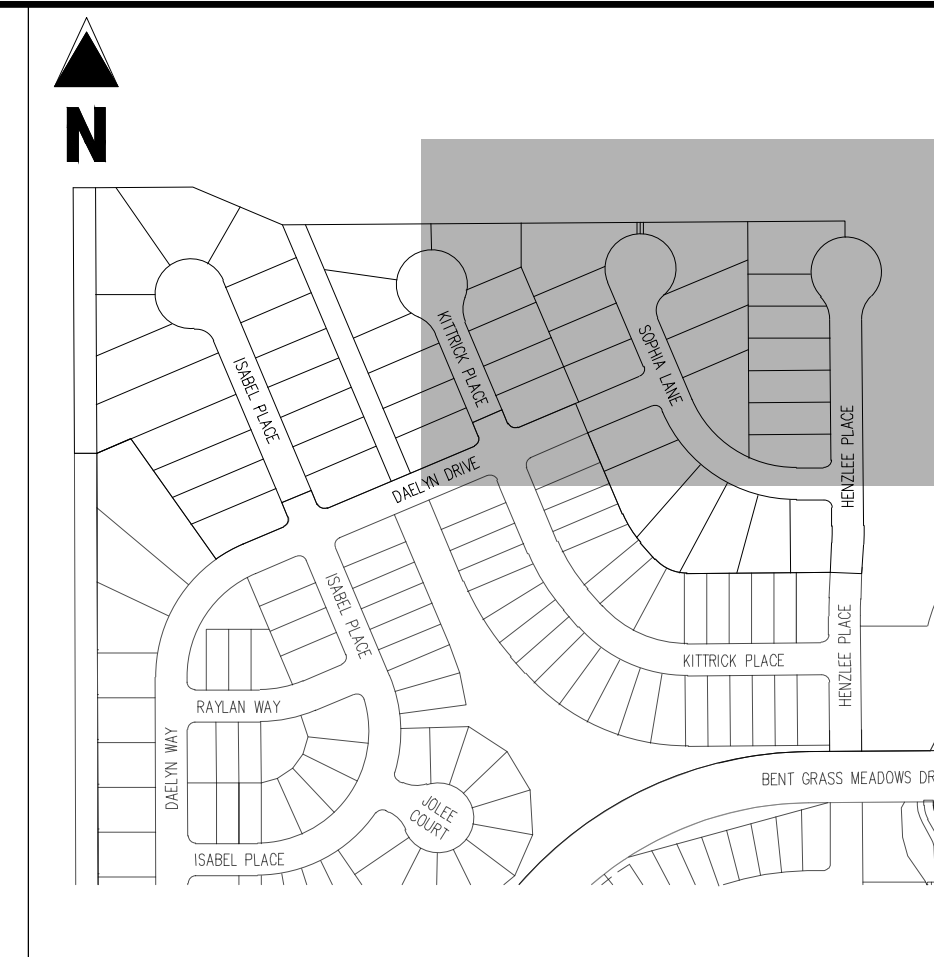 N
KITTRICK PLACE
SOPHIA LANE
ISABEL PLACE
HENZLEE PLACE
DAELYN DRIVE
ISABEL PLACE
HENZLEE PLACE
KITTRICK PLACE
RAYLAN WAY
DAELYN WAY
BENT GRASS MEADOWS DR
JOLEE
COURT
ISABEL PLACE